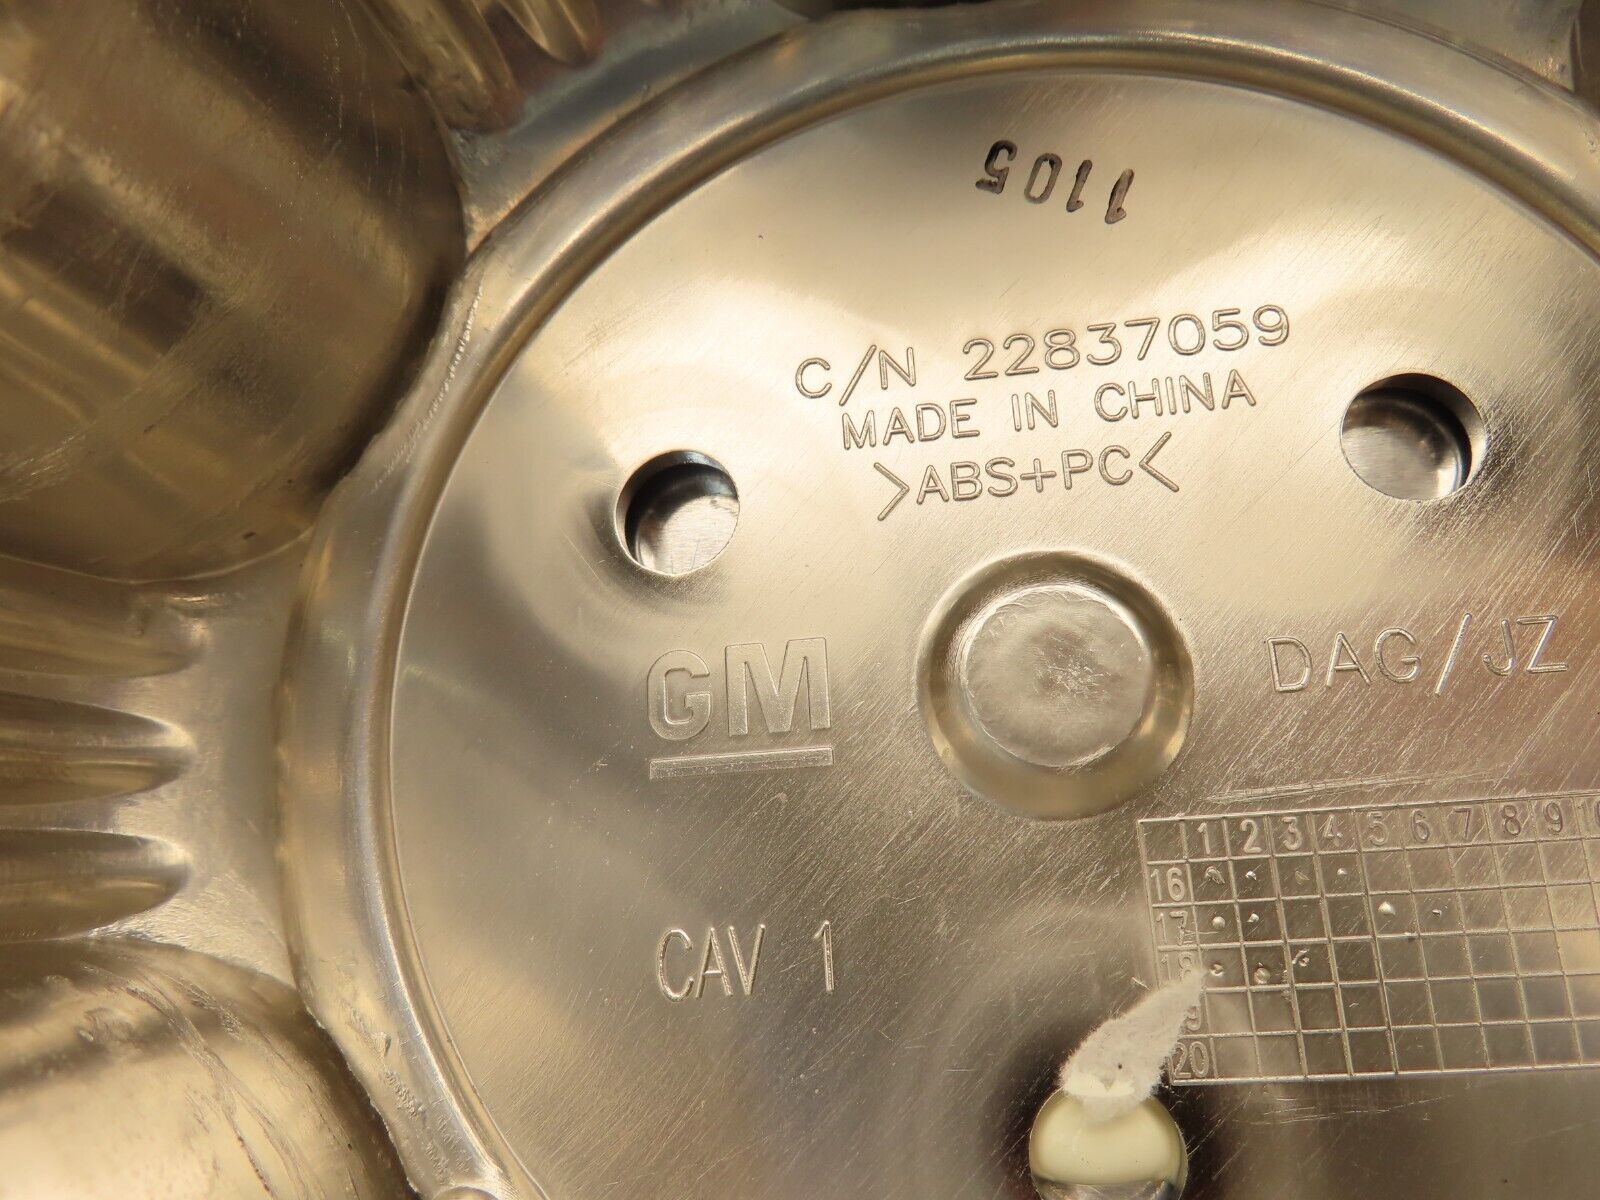 1105
C/N 22837059
MADE IN CHINA
>ABS+PC<
GM
DAG/JZ
CAV 1
1 2 3 4 5 6 7 8 9 10
16
17
18
20